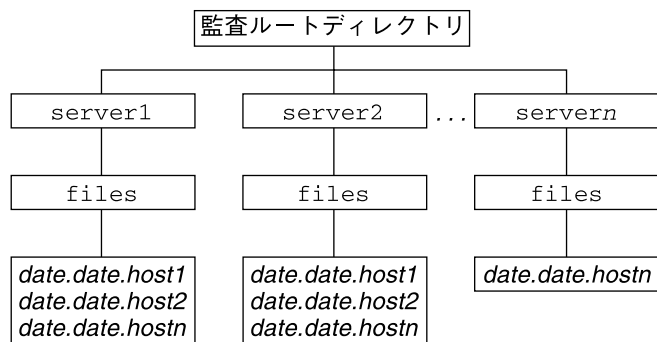 監査ルートディレクトリ
server1
server2
...
servern
files
files
files
date.date.host1
date.date.host2
date.date.hostn
date.date.host1
date.date.host2
date.date.hostn
date.date.hostn